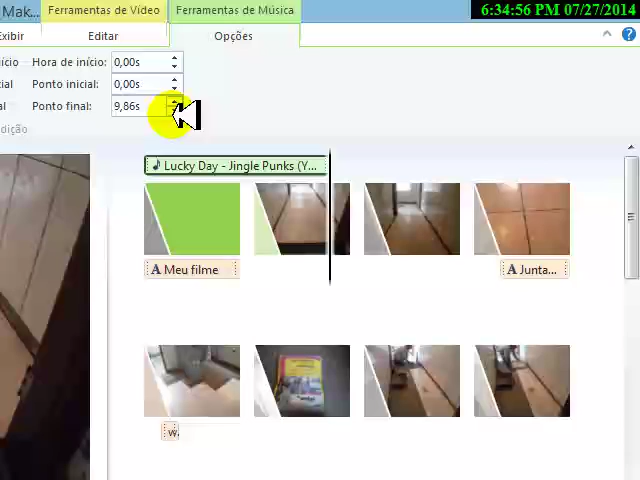 Mak... Ferramentas de Vídeo Ferramentas de Música 6:34:56 PM 07/27/2014
Exibir Editar Opções
Hora de início: 0,00s
Ponto inicial: 0,00s
Ponto final: 9,86s
dição
Lucky Day - Jingle Punks (Y...
A Meu filme A Junta...
w.